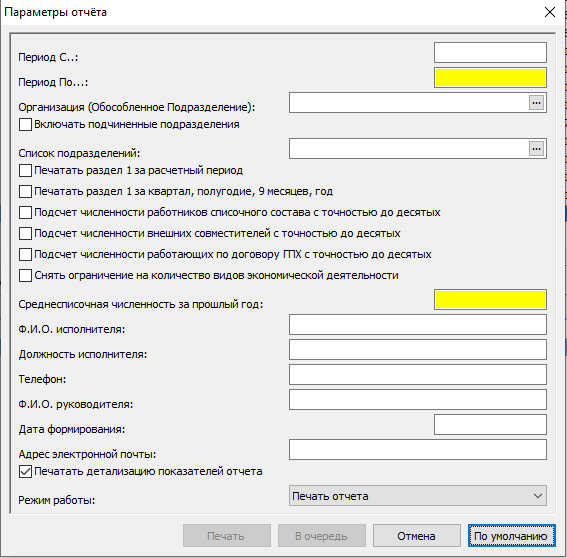 Параметры отчёта
Период С..:
Период По...:
Организация (Обособленное Подразделение):
...
Включать подчиненные подразделения
Список подразделений:
...
Печатать раздел 1 за расчетный период
Печатать раздел 1 за квартал, полугодие, 9 месяцев, год
Подсчет численности работников списочного состава с точностью до десятых
Подсчет численности внешних совместителей с точностью до десятых
Подсчет численности работающих по договору ГПХ с точностью до десятых
Снять ограничение на количество видов экономической деятельности
Среднесписочная численность за прошлый год:
Ф.И.О. исполнителя:
Должность исполнителя:
Телефон:
Ф.И.О. руководителя:
Дата формирования:
Адрес электронной почты:
Печатать детализацию показателей отчета
Режим работы: Печать отчета
Печать В очередь Отмена По умолчанию